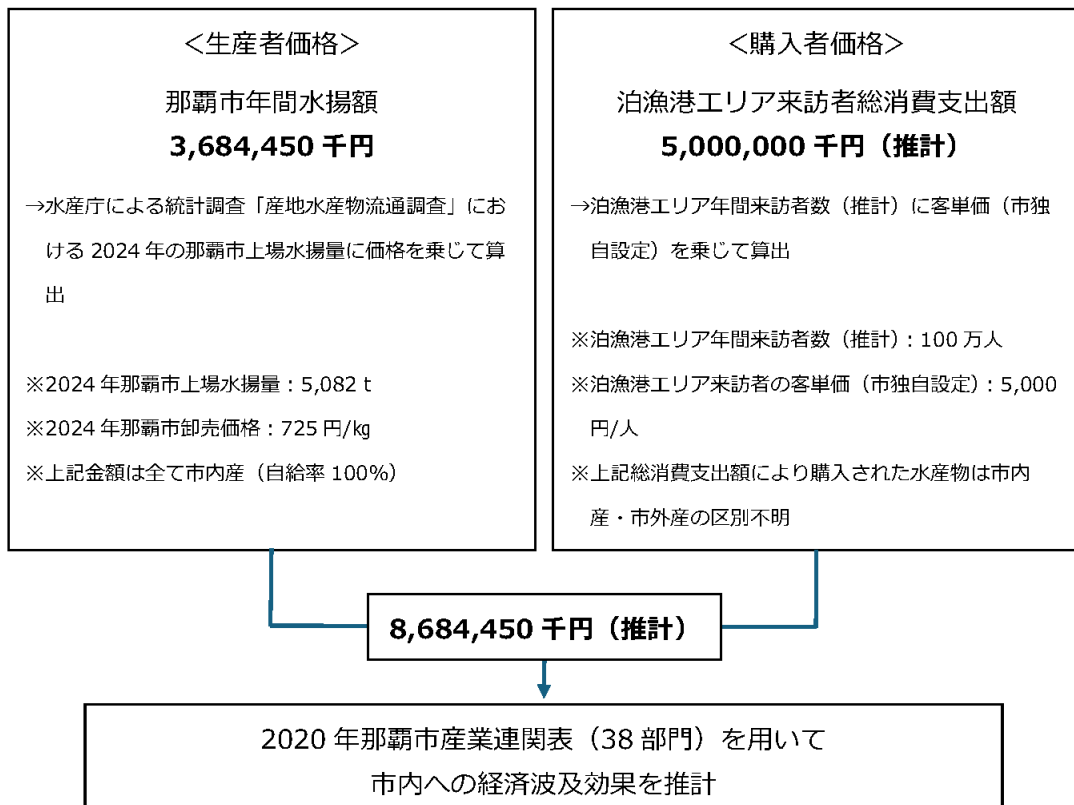 ＜生産者価格＞
那覇市年間水揚額
3,684,450 千円
→水産庁による統計調査「産地水産物流通調査」にお
ける 2024 年の那覇市上場水揚量に価格を乗じて算
出
※2024 年那覇市上場水揚量：5,082 t
※2024 年那覇市卸売価格：725 円/㎏
※上記金額は全て市内産（自給率 100%）
＜購入者価格＞
泊漁港エリア来訪者総消費支出額
5,000,000 千円（推計）
→泊漁港エリア年間来訪者数（推計）に客単価（市独
自設定）を乗じて算出
※泊漁港エリア年間来訪者数（推計）：100 万人
※泊漁港エリア来訪者の客単価（市独自設定）：5,000
円/人
※上記総消費支出額により購入された水産物は市内
産・市外産の区別不明
8,684,450 千円（推計）
2020 年那覇市産業連関表（38 部門）を用いて
市内への経済波及効果を推計